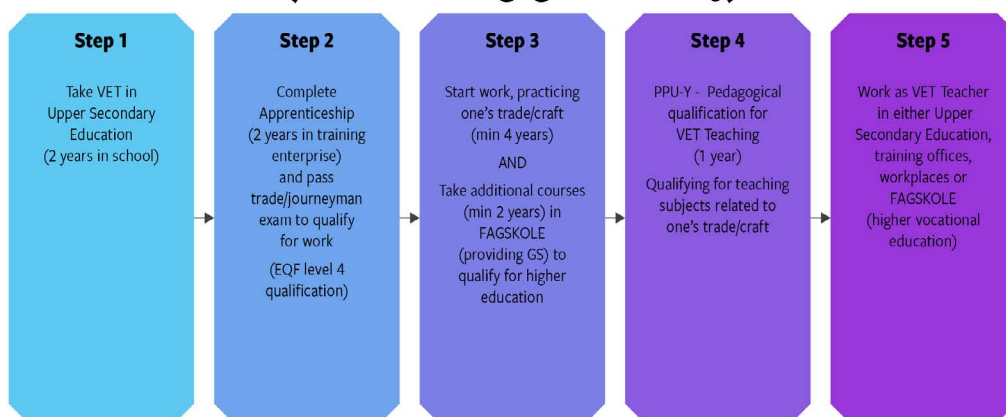 Step 1
Take VET in
Upper Secondary
Education
(2 years in school)
Step 2
Complete
Apprenticeship
(2 years in training
enterprise)
and pass
trade/journeyman
exam to qualify
for work
(EQF level 4
qualification)
Step 3
Start work, practicing
one's trade/craft
(min 4 years)
AND
Take additional courses
(min 2 years) in
FAGSKOLE
(providing GS) to
qualify for higher
education
Step 4
PPU-Y - Pedagogical
qualification for
VET Teaching
(1 year)
Qualifying for teaching
subjects related to
one's trade/craft
Step 5
Work as VET Teacher
in either Upper
Secondary Education,
training offices,
workplaces or
FAGSKOLE
(higher vocational
education)